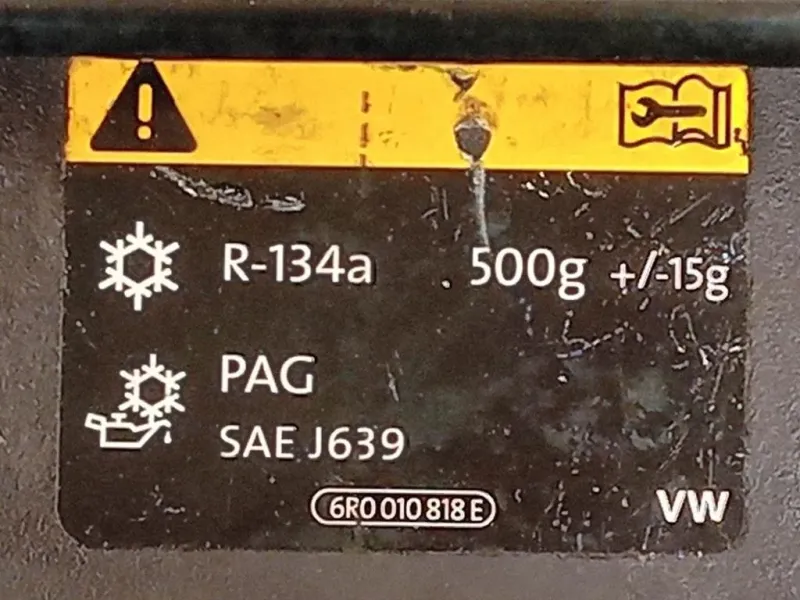 R-134a 500g +/-15g
PAG
SAE J639
6R0 010 818 E
VW